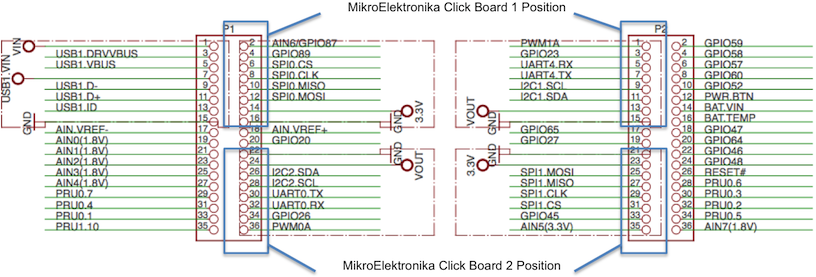 MikroElektronika Click Board 1 Position
P1
P2
VIN
USB1.VIN
GND
USB1.DRVVBUS
USB1.VBUS
USB1.D-
USB1.D+
USB1.ID
AIN.VREF-
AIN0(1.8V)
AIN1(1.8V)
AIN2(1.8V)
AIN3(1.8V)
AIN4(1.8V)
PRU0.7
PRU0.4
PRU0.1
PRU1.10
1 2
3 4
5 6
7 8
9 10
11 12
13 14
15 16
17 18
19 20
21 22
23 24
25 26
27 28
29 30
31 32
33 34
35 36
AIN6/GPIO87
GPIO89
SPI0.CS
SPI0.CLK
SPI0.MISO
SPI0.MOSI
3.3V
GND
AIN.VREF+
GPIO20
GND
VOUT
I2C2.SDA
I2C2.SCL
UART0.TX
UART0.RX
GPIO26
PWM0A
PWM1A
GPIO23
UART4.RX
UART4.TX
I2C1.SCL
I2C1.SDA
VOUT
GND
GPIO65
GPIO27
GND
3.3V
SPI1.MOSI
SPI1.MISO
SPI1.CLK
SPI1.CS
GPIO45
AIN5(3.3V)
1 2
3 4
5 6
7 8
9 10
11 12
13 14
15 16
17 18
19 20
21 22
23 24
25 26
27 28
29 30
31 32
33 34
35 36
GPIO59
GPIO58
GPIO57
GPIO60
GPIO52
PWR.BTN
BAT.VIN
BAT.TEMP
GPIO47
GPIO64
GPIO46
GPIO48
RESET#
PRU0.6
PRU0.3
PRU0.2
PRU0.5
AIN7(1.8V)
MikroElektronika Click Board 2 Position